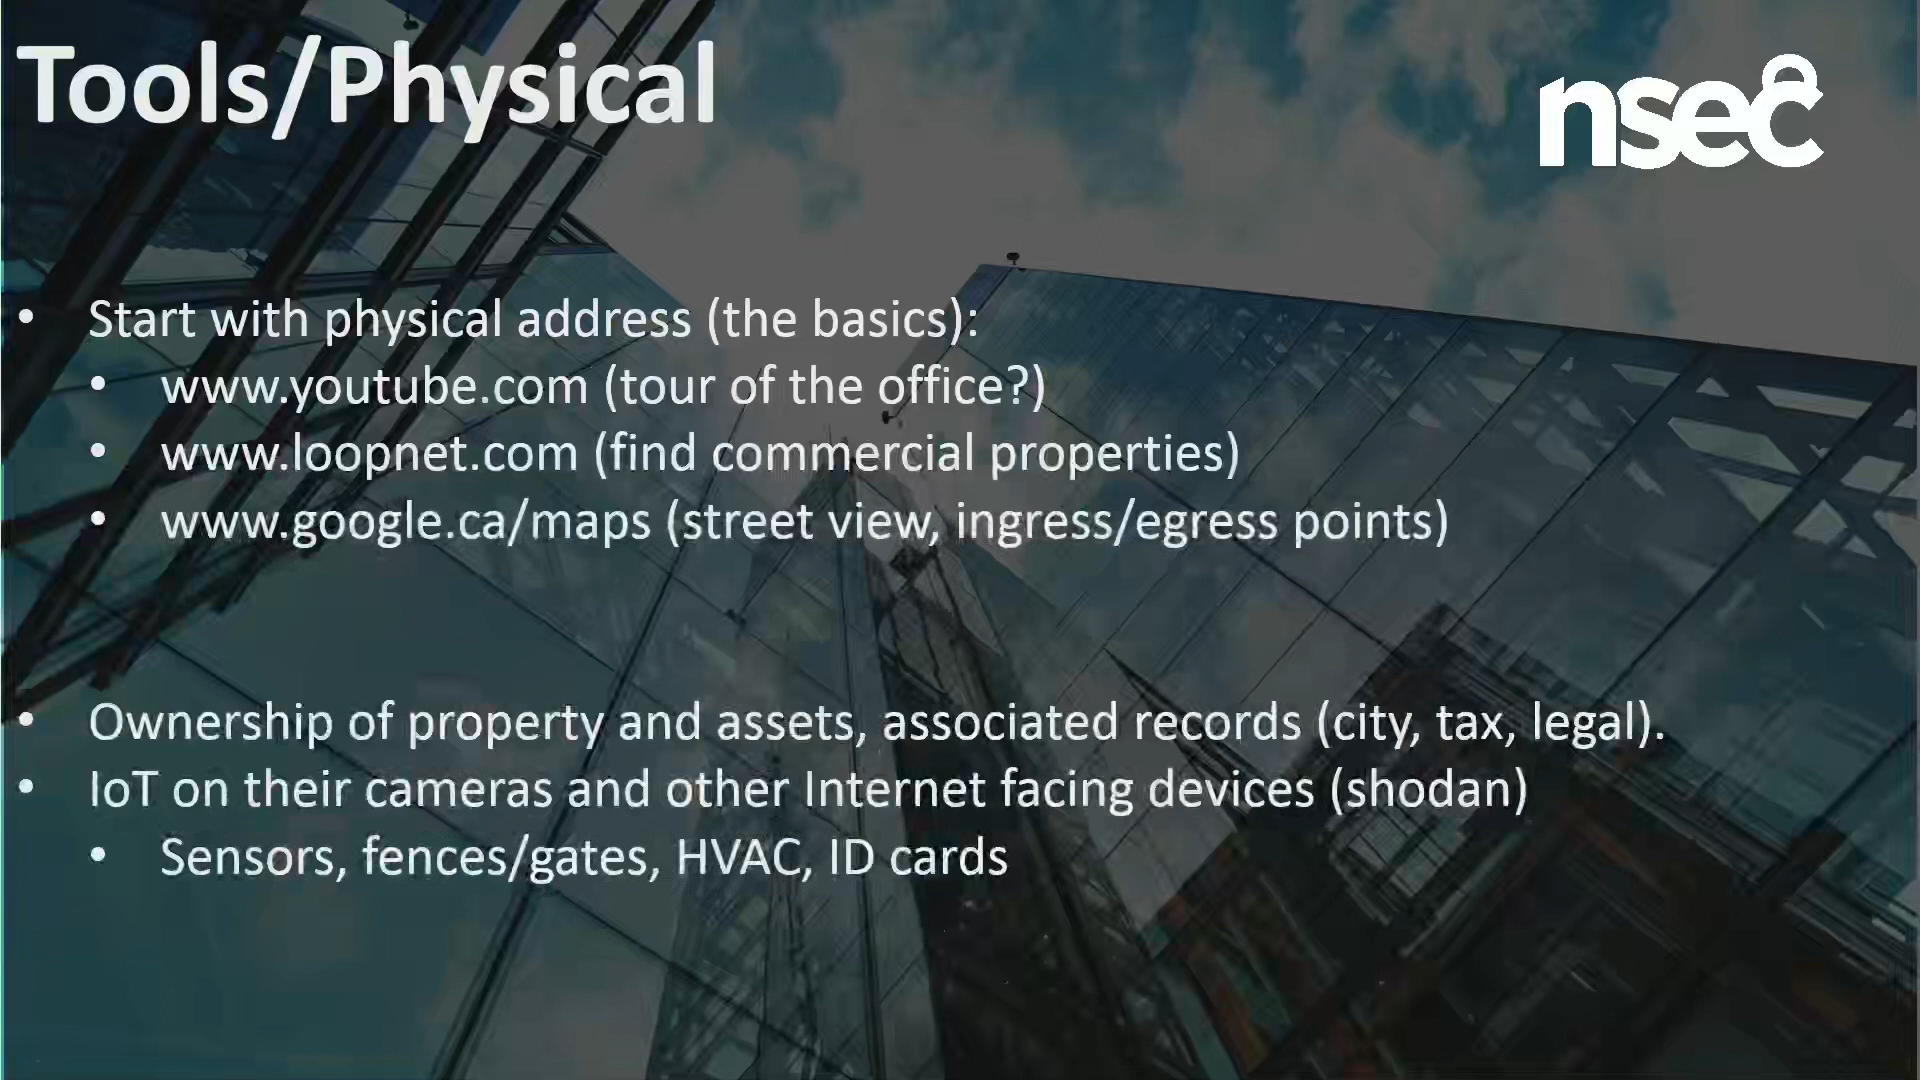 Tools/Physical
nsec
• Start with physical address (the basics):
• www.youtube.com (tour of the office?)
• www.loopnet.com (find commercial properties)
• www.google.ca/maps (street view, ingress/egress points)
• Ownership of property and assets, associated records (city, tax, legal).
• IoT on their cameras and other Internet facing devices (shodan)
• Sensors, fences/gates, HVAC, ID cards